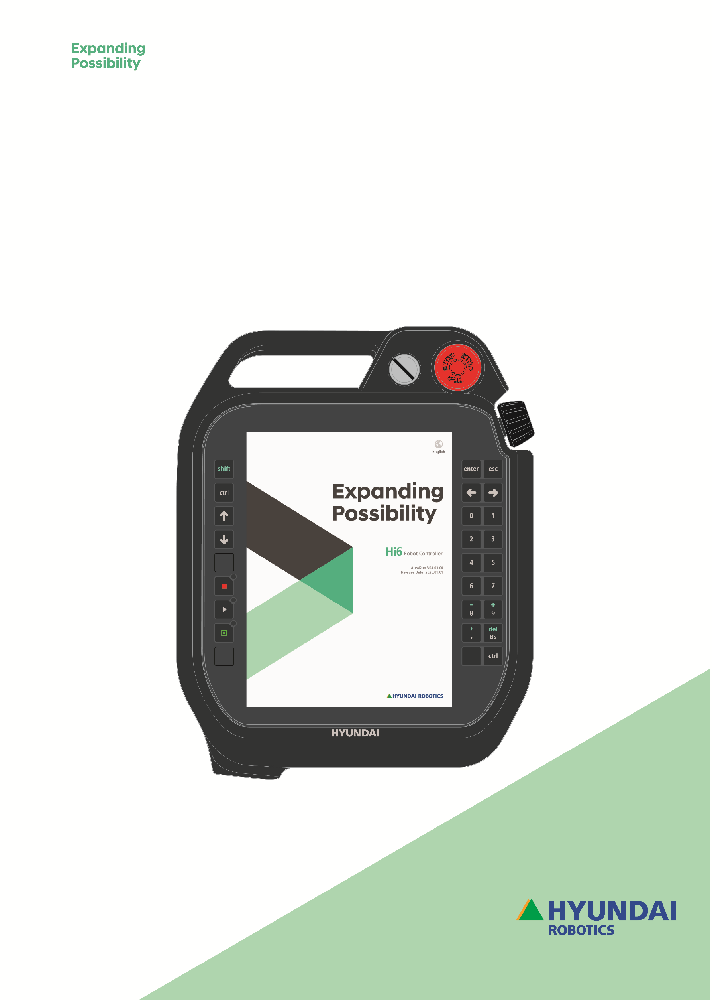 Expanding
Possibility
STOP STOP
STOP
English
shift
enter esc
Expanding
Possibility
ctrl
0 1
Hi6 Robot Controller
2 3
4 5
AutoRun V04.03.00
Release Date: 2020.01.01
6 7
- +
8 9
, del
. BS
ctrl
HYUNDAI ROBOTICS
HYUNDAI
HYUNDAI
ROBOTICS